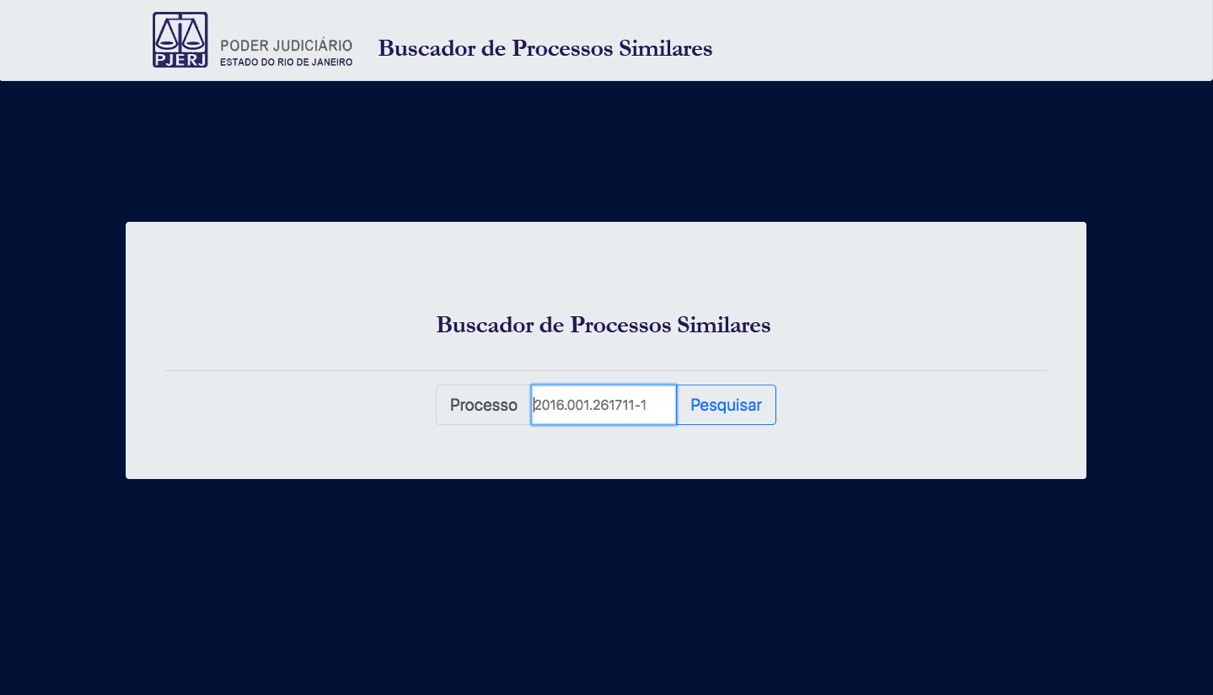 PJERJ
PODER JUDICIÁRIO
ESTADO DO RIO DE JANEIRO
Buscador de Processos Similares
Buscador de Processos Similares
Processo 2016.001.261711-1 Pesquisar